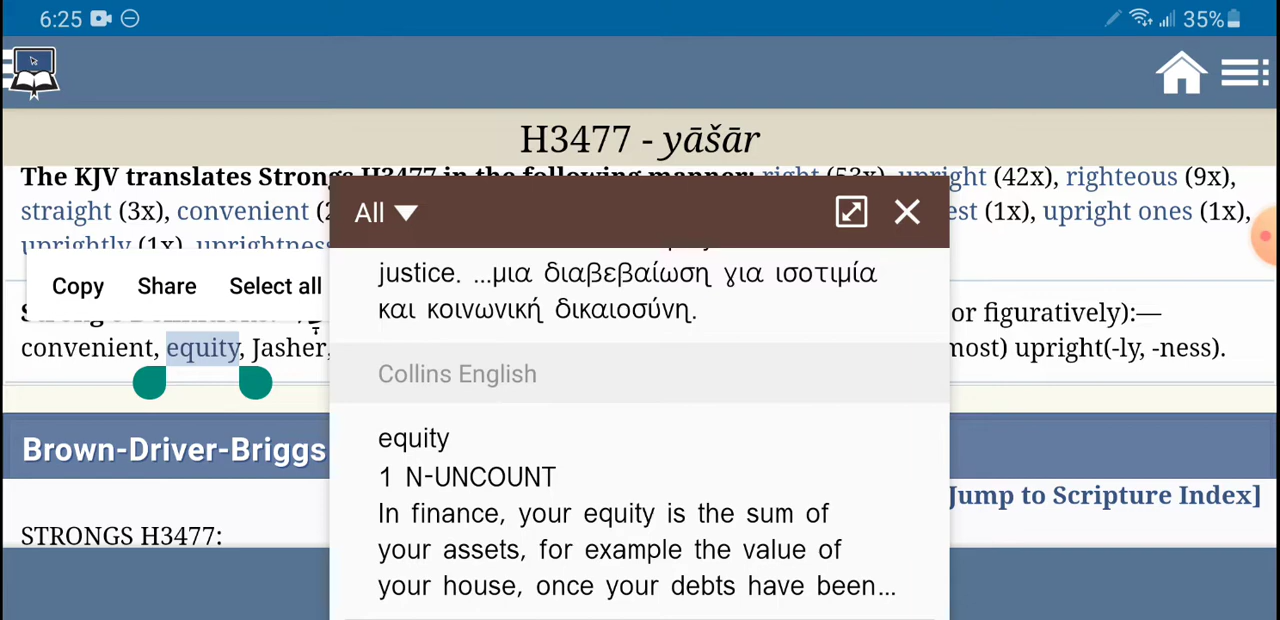 6:25 35%
H3477 - yāšār
The KJV translates Strongs H3477 in the following manner: right (53x), upright (42x), righteous (9x),
straight (3x), convenient (2 est (1x), upright ones (1x),
uprightly (1x), uprightness
All
justice. ...μια διαβεβαίωση για ισοτιμία
και κοινωνική δικαιοσύνη.
Copy Share Select all
or figuratively):—
convenient, equity, Jasher, most) upright(-ly, -ness).
Collins English
equity
1 N-UNCOUNT
In finance, your equity is the sum of
your assets, for example the value of
your house, once your debts have been...
Brown-Driver-Briggs
Jump to Scripture Index]
STRONGS H3477: